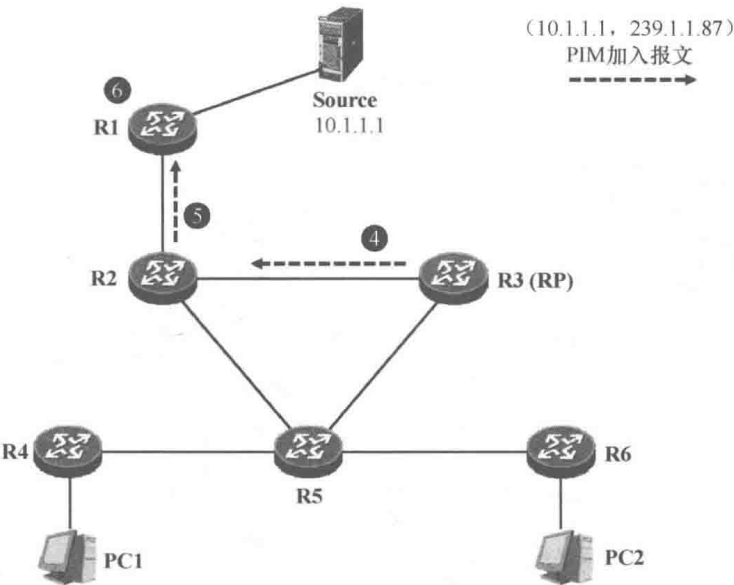 (10.1.1.1，239.1.1.87)
PIM加入报文
6
Source
10.1.1.1
R1
5
4
R2
R3 (RP)
R4
R5
R6
PC1
PC2